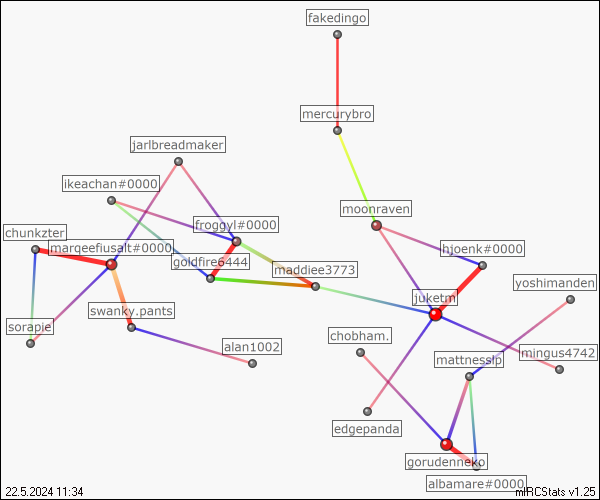 fakedingo
mercurybro
jarlbreadmaker
ikeachan#0000
moonraven
froggyl#0000
chunkzter
marqeefiusalt#0000
hjoenk#0000
goldfire6444
maddiee3773
yoshimanden
juketm
swanky.pants
sorapie
chobham.
alan1002
mattnesslp
mingus4742
edgepanda
gorudenneko
albamare#0000
22.5.2024 11:34
mIRCStats v1.25